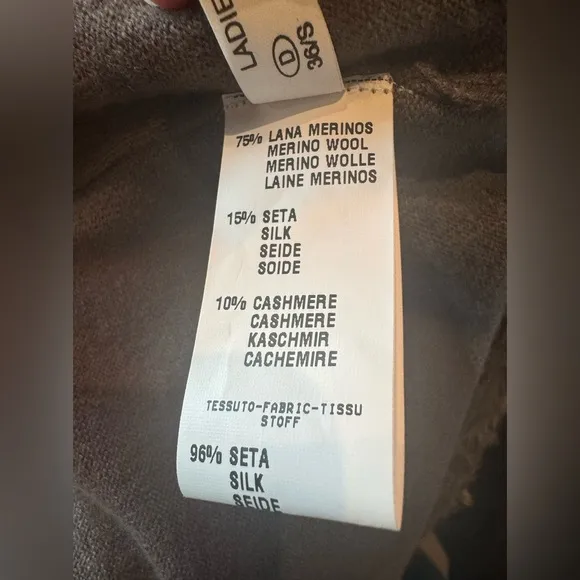 LADIE
D
36/S
75% LANA MERINOS
MERINO WOOL
MERINO WOLLE
LAINE MERINOS
15% SETA
SILK
SEIDE
SOIDE
10% CASHMERE
CASHMERE
KASCHMIR
CACHEMIRE
TESSUTO-FABRIC-TISSU
STOFF
96% SETA
SILK
SEIDE